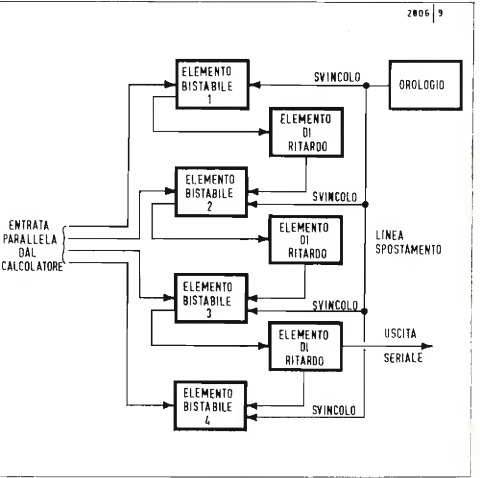 2806|9
ELEMENTO
BISTABILE
1
SVINCOLO
OROLOGIO
ELEMENTO
DI
RITARDO
ELEMENTO
BISTABILE
2
SVINCOLO
ENTRATA
PARALLELA
DAL
CALCOLATORE
ELEMENTO
DI
RITARDO
LINEA
SPOSTAMENTO
ELEMENTO
BISTABILE
3
SVINCOLO
ELEMENTO
DI
RITARDO
USCITA
SERIALE
ELEMENTO
BISTABILE
4
SVINCOLO